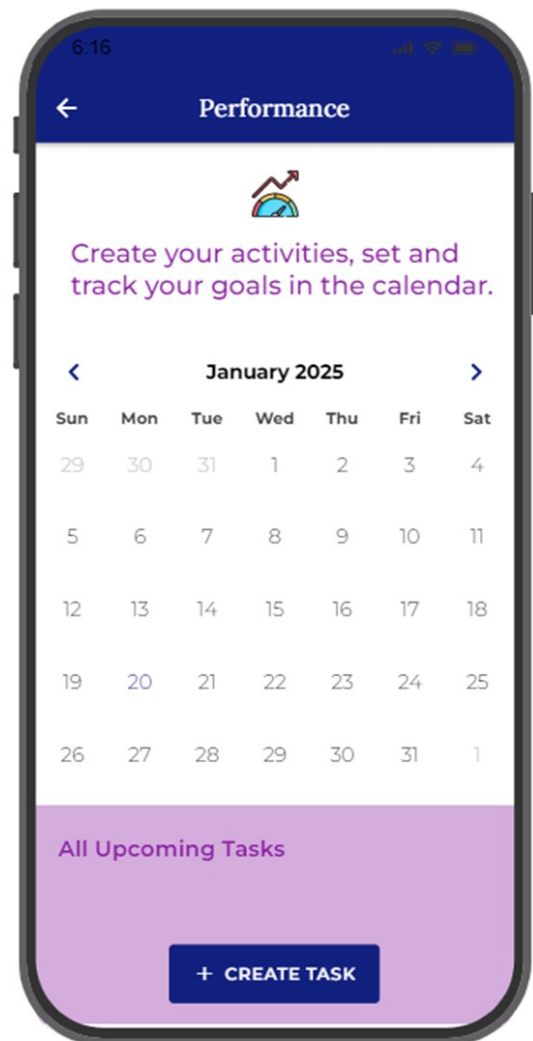 6:16
Performance
Create your activities, set and
track your goals in the calendar.
January 2025
Sun Mon Tue Wed Thu Fri Sat
29 30 31 1 2 3 4
5 6 7 8 9 10 11
12 13 14 15 16 17 18
19 20 21 22 23 24 25
26 27 28 29 30 31 1
All Upcoming Tasks
+ CREATE TASK